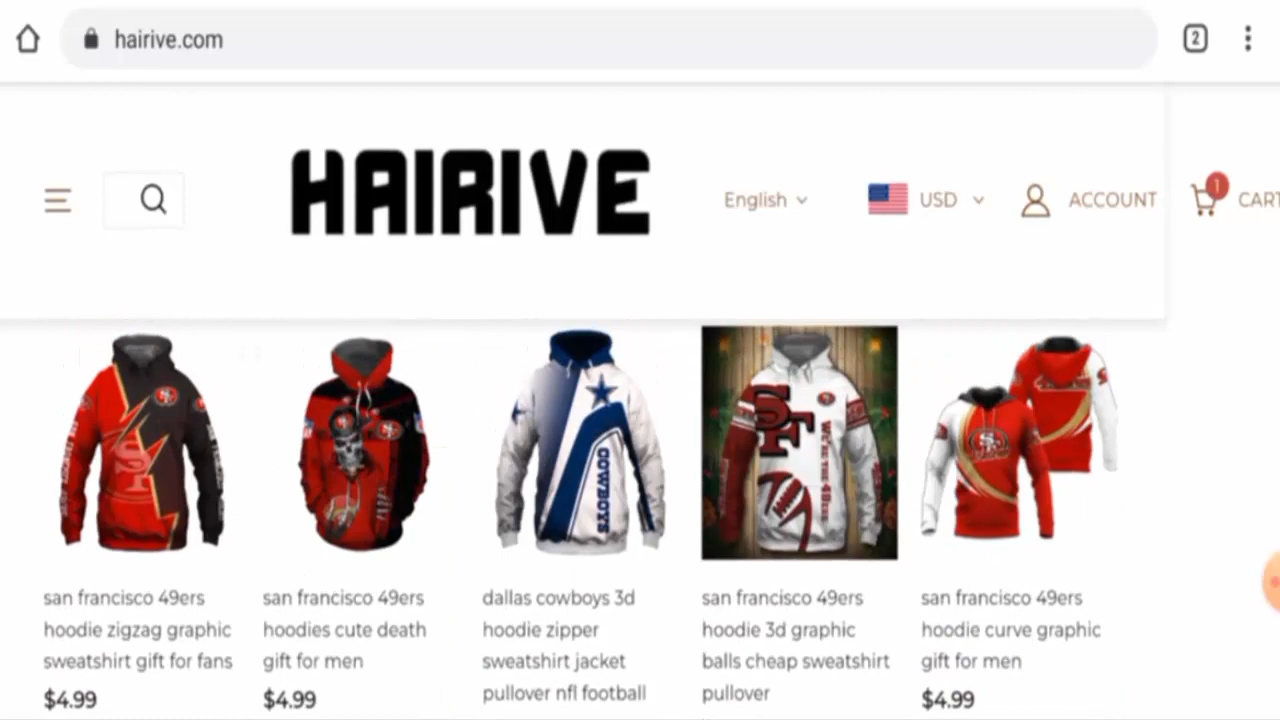 2
hairive.com
HAIRIVE
English
USD
ACCOUNT
1
CART
san francisco 49ers
hoodie zigzag graphic
sweatshirt gift for fans
$4.99
san francisco 49ers
hoodies cute death
gift for men
$4.99
COWBOYS
dallas cowboys 3d
hoodie zipper
sweatshirt jacket
pullover nfl football
SF
san francisco 49ers
hoodie 3d graphic
balls cheap sweatshirt
pullover
san francisco 49ers
hoodie curve graphic
gift for men
$4.99